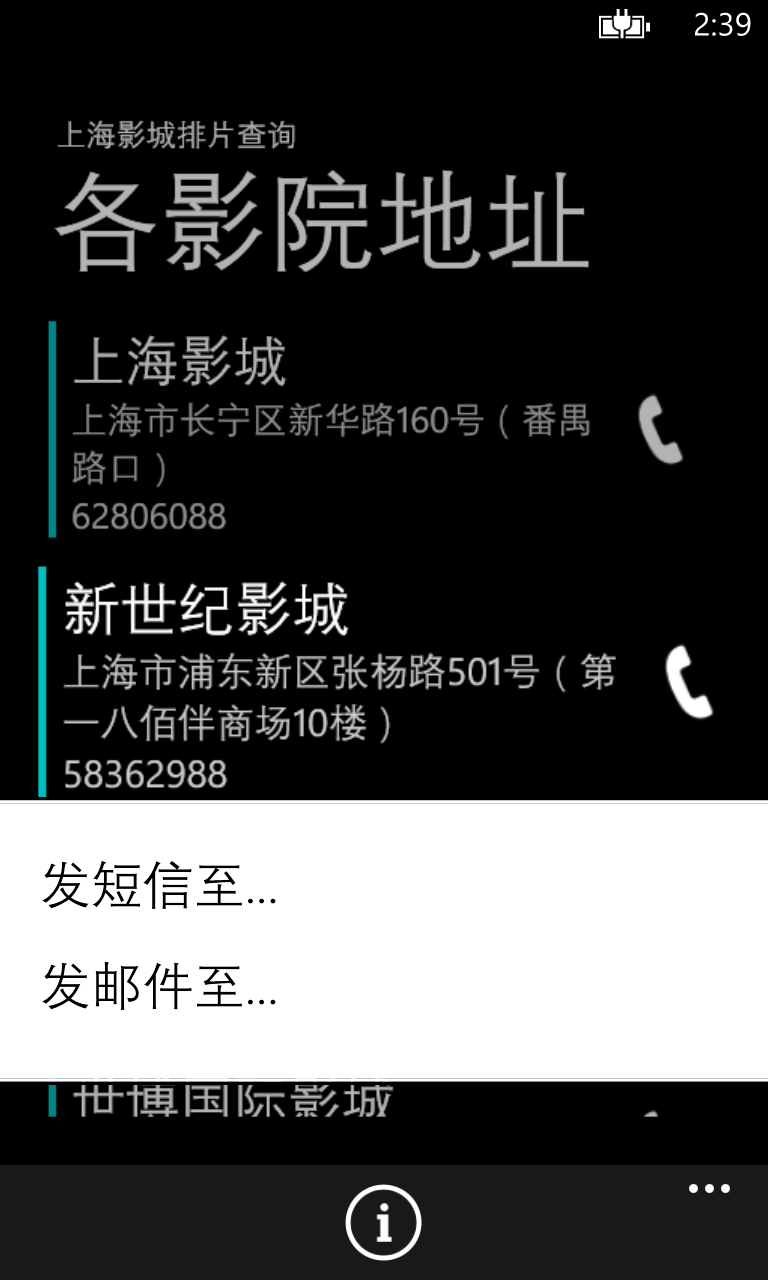 2:39
上海影城排片查询
各影院地址
上海影城
上海市长宁区新华路160号（番禺
路口）
62806088
新世纪影城
上海市浦东新区张杨路501号（第
一八佰伴商场10楼）
58362988
发短信至...
发邮件至...
世博国际影城